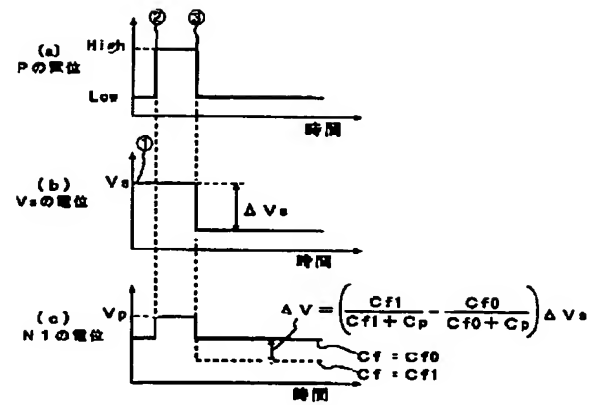 ② ③
(a)
Pの電位
High
Low
時間
①
(b)
Vsの電位
Vs
ΔVs
時間
(c)
N1の電位
Vp
ΔV=(Cf1/(Cf1+Cp)-Cf0/(Cf0+Cp))ΔVs
Cf=Cf0
Cf=Cf1
時間